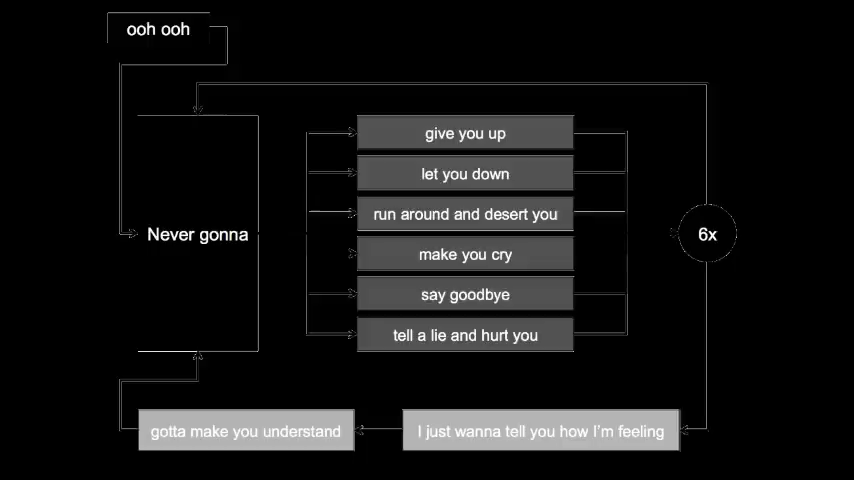 ooh ooh
Never gonna
give you up
let you down
run around and desert you
make you cry
say goodbye
tell a lie and hurt you
6x
gotta make you understand
I just wanna tell you how I'm feeling